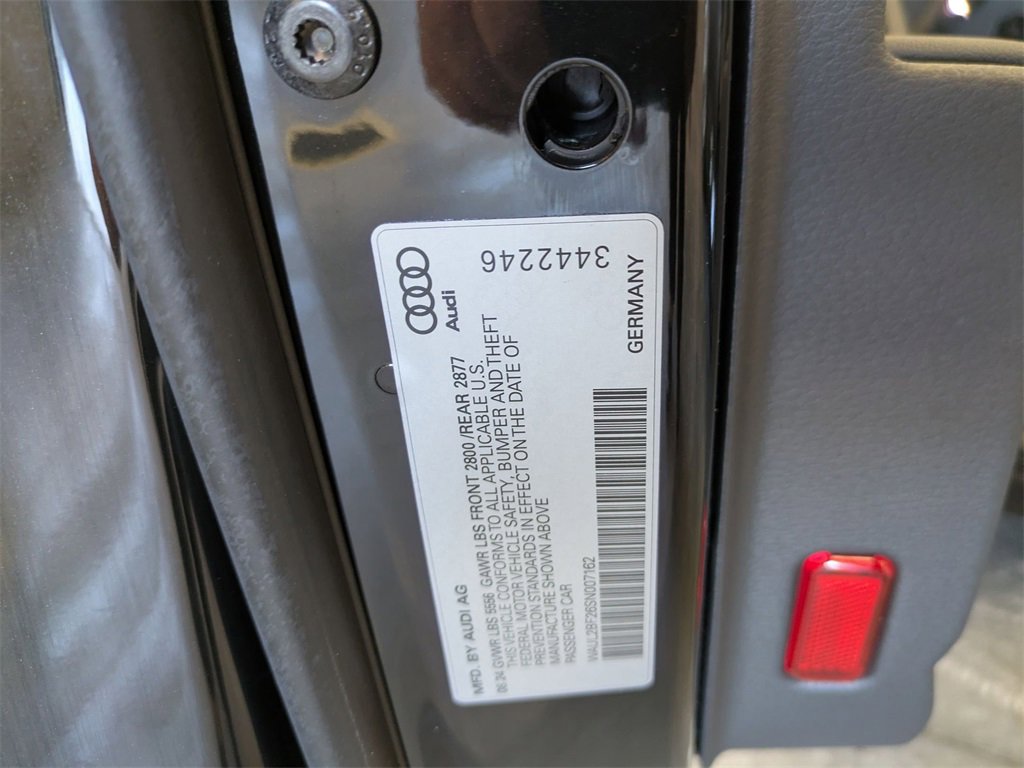 3442246
Audi
GERMANY
MFD. BY AUDI AG
06.24 GVWR LBS 5556 GAWR LBS FRONT 2800/REAR 2877
THIS VEHICLE CONFORMS TO ALL APPLICABLE U.S.
FEDERAL MOTOR VEHICLE SAFETY, BUMPER AND THEFT
PREVENTION STANDARDS IN EFFECT ON THE DATE OF
MANUFACTURE SHOWN ABOVE
PASSENGER CAR
WAUL2BF26SN007162